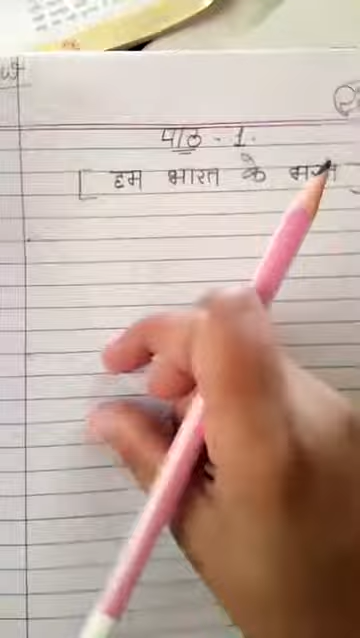 पाठ - 1.
[ हम भारत के